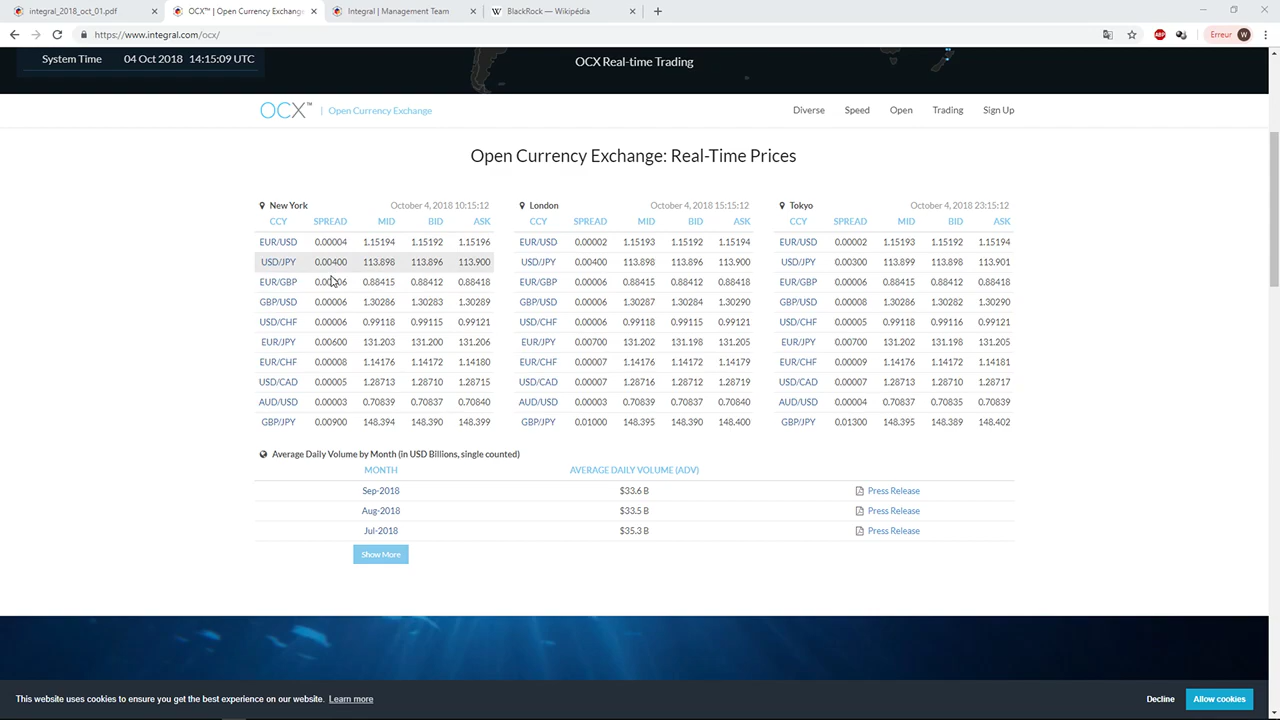 integral_2018_oct_01.pdf
OCX™ | Open Currency Exchange
Integral | Management Team
BlackRock — Wikipédia
https://www.integral.com/ocx/
Erreur W
System Time 04 Oct 2018 14:15:09 UTC
OCX Real-time Trading
OCX™ | Open Currency Exchange
Diverse Speed Open Trading Sign Up
Open Currency Exchange: Real-Time Prices
New York October 4, 2018 10:15:12
CCY SPREAD MID BID ASK
EUR/USD 0.00004 1.15194 1.15192 1.15196
USD/JPY 0.00400 113.898 113.896 113.900
EUR/GBP 0.00006 0.88415 0.88412 0.88418
GBP/USD 0.00006 1.30286 1.30283 1.30289
USD/CHF 0.00006 0.99118 0.99115 0.99121
EUR/JPY 0.00600 131.203 131.200 131.206
EUR/CHF 0.00008 1.14176 1.14172 1.14180
USD/CAD 0.00005 1.28713 1.28710 1.28715
AUD/USD 0.00003 0.70839 0.70837 0.70840
GBP/JPY 0.00900 148.394 148.390 148.399
London October 4, 2018 15:15:12
CCY SPREAD MID BID ASK
EUR/USD 0.00002 1.15193 1.15192 1.15194
USD/JPY 0.00400 113.898 113.896 113.900
EUR/GBP 0.00006 0.88415 0.88412 0.88418
GBP/USD 0.00006 1.30287 1.30284 1.30290
USD/CHF 0.00006 0.99118 0.99115 0.99121
EUR/JPY 0.00700 131.202 131.198 131.205
EUR/CHF 0.00007 1.14176 1.14172 1.14179
USD/CAD 0.00007 1.28716 1.28712 1.28719
AUD/USD 0.00003 0.70839 0.70837 0.70840
GBP/JPY 0.01000 148.395 148.390 148.400
Tokyo October 4, 2018 23:15:12
CCY SPREAD MID BID ASK
EUR/USD 0.00002 1.15193 1.15192 1.15194
USD/JPY 0.00400 113.899 113.898 113.901
EUR/GBP 0.00006 0.88415 0.88412 0.88418
GBP/USD 0.00008 1.30286 1.30282 1.30290
USD/CHF 0.00005 0.99118 0.99116 0.99121
EUR/JPY 0.00700 131.202 131.198 131.205
EUR/CHF 0.00009 1.14176 1.14172 1.14181
USD/CAD 0.00007 1.28713 1.28710 1.28717
AUD/USD 0.00004 0.70837 0.70835 0.70839
GBP/JPY 0.01300 148.395 148.389 148.402
Average Daily Volume by Month (in USD Billions, single counted)
MONTH AVERAGE DAILY VOLUME (ADV)
Sep-2018 $33.6 B Press Release
Aug-2018 $33.5 B Press Release
Jul-2018 $35.3 B Press Release
Show More
This website uses cookies to ensure you get the best experience on our website. Learn more
Decline Allow cookies